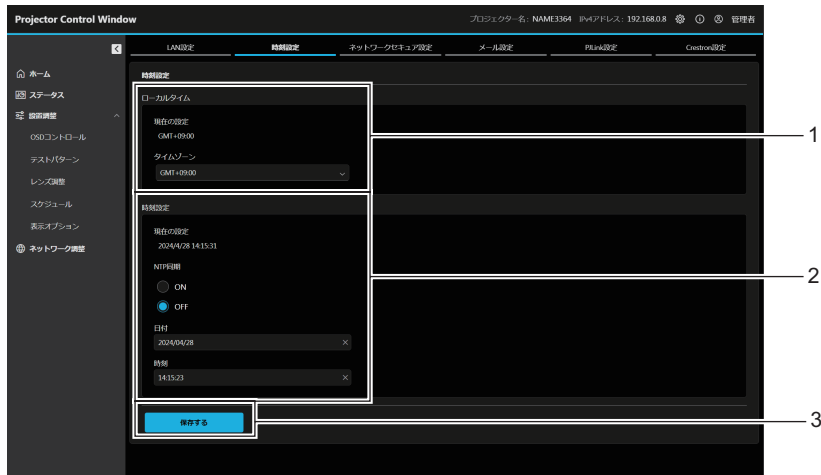 Projector Control Window
プロジェクター名: NAME3364 IPv4アドレス: 192.168.0.8 管理者
LAN設定 時刻設定 ネットワークセキュア設定 メール設定 PJLink設定 Crestron設定
ホーム
ステータス
設置調整
OSDコントロール
テストパターン
レンズ調整
スケジュール
表示オプション
ネットワーク調整
時刻設定
ローカルタイム
現在の設定
GMT+09:00
タイムゾーン
GMT+09:00
1
時刻設定
現在の設定
2024/4/28 14:15:31
NTP同期
ON
OFF
日付
2024/04/28
時刻
14:15:23
2
保存する
3